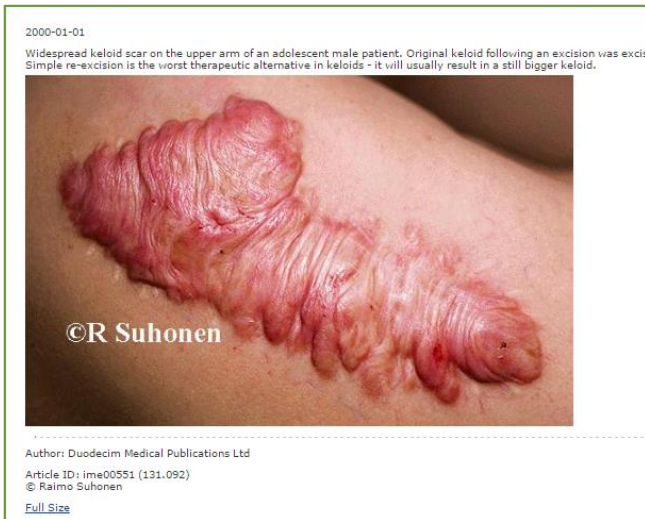 2000-01-01
Widespread keloid scar on the upper arm of an adolescent male patient. Original keloid following an excision was
Simple re-excision is the worst therapeutic alternative in keloids - it will usually result in a still bigger keloid.
©R Suhonen
Author: Duodecim Medical Publications Ltd
Article ID: ime00551 (131.092)
© Raimo Suhonen
Full Size